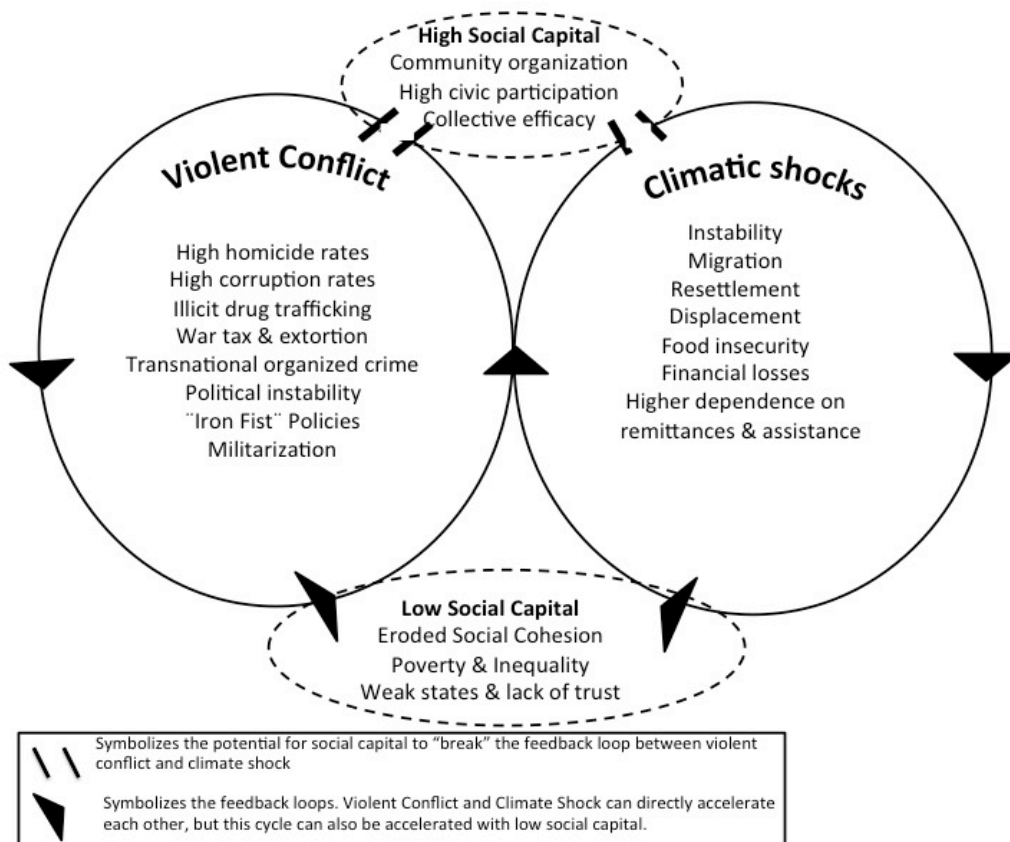 High Social Capital
Community organization
High civic participation
Collective efficacy
Violent Conflict
High homicide rates
High corruption rates
Illicit drug trafficking
War tax & extortion
Transnational organized crime
Political instability
¨Iron Fist¨ Policies
Militarization
Climatic shocks
Instability
Migration
Resettlement
Displacement
Food insecurity
Financial losses
Higher dependence on
remittances & assistance
Low Social Capital
Eroded Social Cohesion
Poverty & Inequality
Weak states & lack of trust
Symbolizes the potential for social capital to “break” the feedback loop between violent
conflict and climate shock
Symbolizes the feedback loops. Violent Conflict and Climate Shock can directly accelerate
each other, but this cycle can also be accelerated with low social capital.